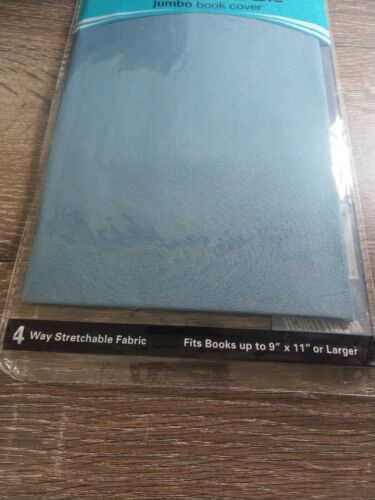 jumbo book cover
4 Way Stretchable Fabric Fits Books up to 9" x 11" or Larger